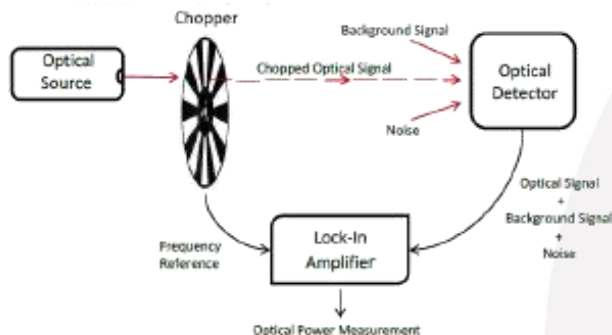 Chopper
Background Signal
Optical
Source
Chopped Optical Signal
Optical
Detector
Noise
Optical Signal
+
Background Signal
+
Noise
Frequency
Reference
Lock-In
Amplifier
Optical Power Measurement